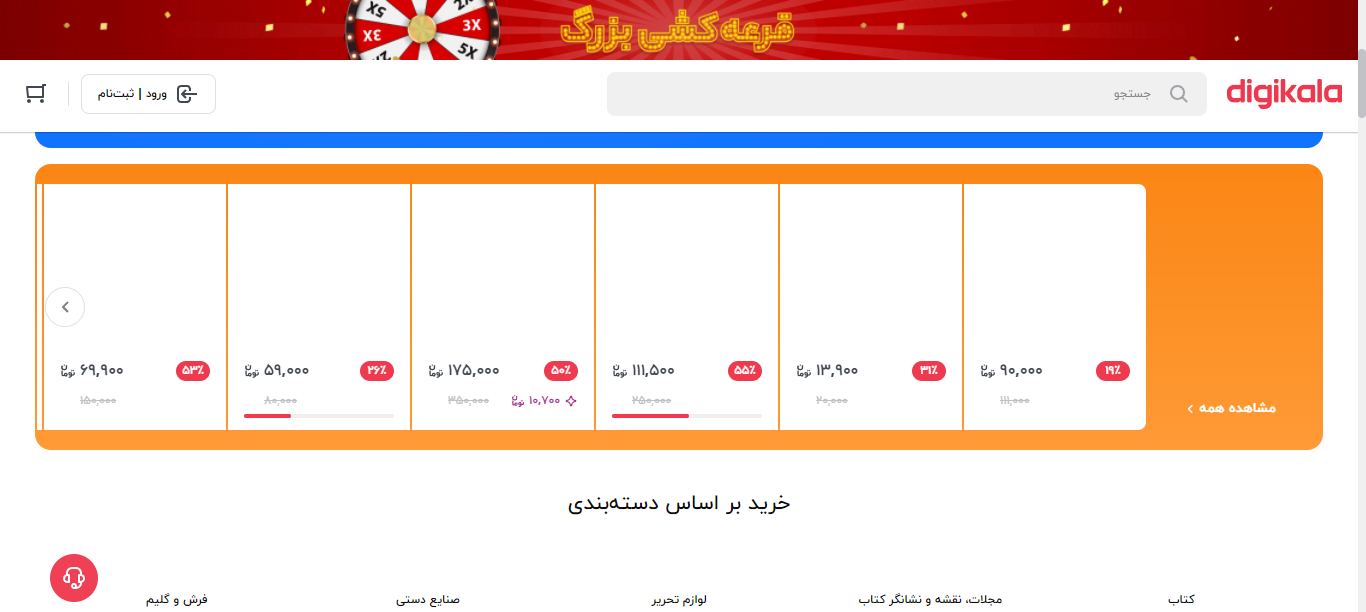 5X 2X
3X 3X
2X 5X
قرعه‌کشی بزرگ
digikala
جستجو
ورود | ثبت‌نام
مشاهده همه
۱۹٪ ۹۰,۰۰۰ تومان
۱۱۱,۰۰۰
۳۱٪ ۱۳,۹۰۰ تومان
۲۰,۰۰۰
۵۵٪ ۱۱۱,۵۰۰ تومان
۲۵۰,۰۰۰
۵۰٪ ۱۷۵,۰۰۰ تومان
۱۰,۷۰۰ تومان ۳۵۰,۰۰۰
۲۶٪ ۵۹,۰۰۰ تومان
۸۰,۰۰۰
۵۳٪ ۶۹,۹۰۰ تومان
۱۵۰,۰۰۰
خرید بر اساس دسته‌بندی
کتاب
مجلات، نقشه و نشانگر کتاب
لوازم تحریر
صنایع دستی
فرش و گلیم